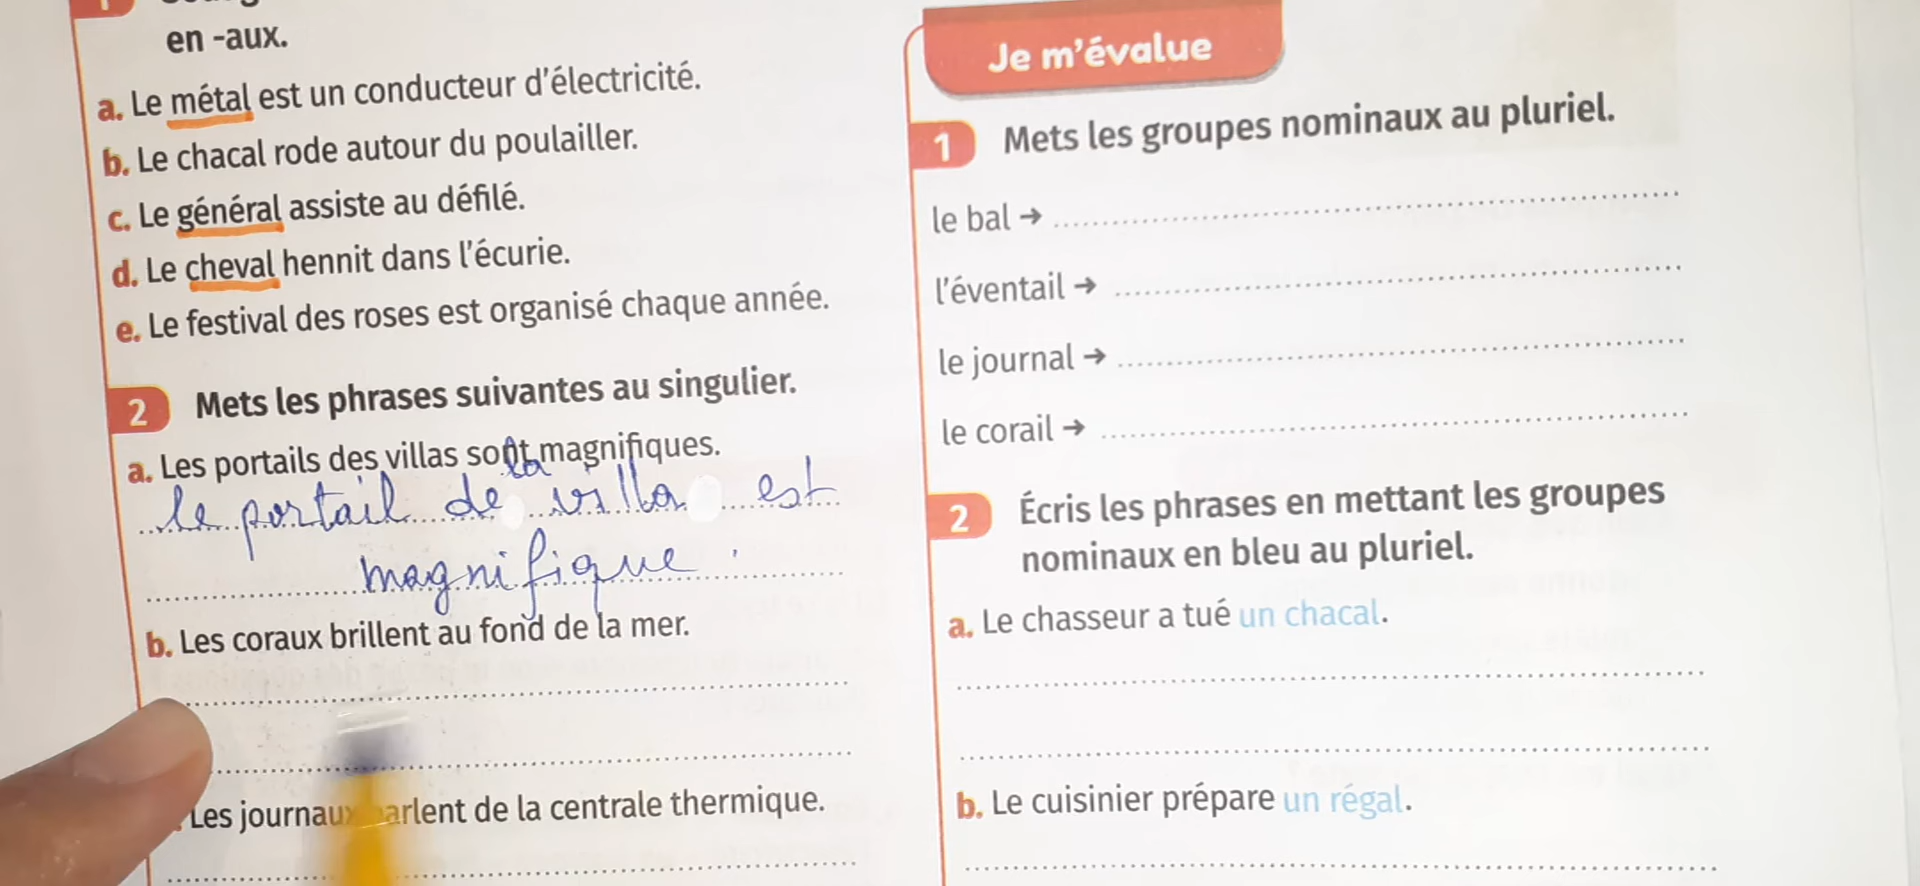 en -aux.
a. Le métal est un conducteur d'électricité.
b. Le chacal rode autour du poulailler.
c. Le général assiste au défilé.
d. Le cheval hennit dans l'écurie.
e. Le festival des roses est organisé chaque année.
2 Mets les phrases suivantes au singulier.
a. Les portails des villas sont magnifiques.
la
le portail de villa est
magnifique.
b. Les coraux brillent au fond de la mer.
Les journaux parlent de la centrale thermique.
Je m'évalue
1 Mets les groupes nominaux au pluriel.
le bal →
l'éventail →
le journal →
le corail →
2 Écris les phrases en mettant les groupes
nominaux en bleu au pluriel.
a. Le chasseur a tué un chacal.
b. Le cuisinier prépare un régal.